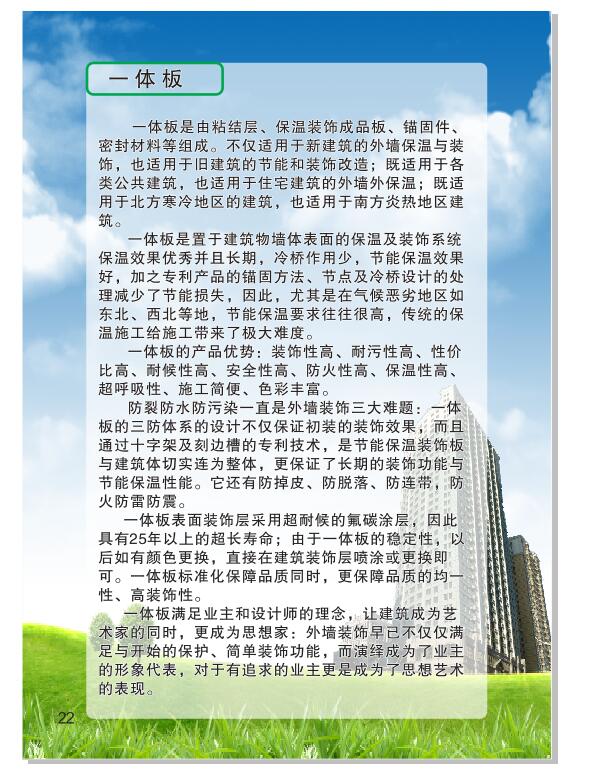 一体板
一体板是由粘结层、保温装饰成品板、锚固件、
密封材料等组成。不仅适用于新建筑的外墙保温与装
饰，也适用于旧建筑的节能和装饰改造；既适用于各
类公共建筑，也适用于住宅建筑的外墙外保温；既适
用于北方寒冷地区的建筑，也适用于南方炎热地区建
筑。
一体板是置于建筑物墙体表面的保温及装饰系统
保温效果优秀并且长期，冷桥作用少，节能保温效果
好，加之专利产品的锚固方法、节点及冷桥设计的处
理减少了节能损失，因此，尤其是在气候恶劣地区如
东北、西北等地，节能保温要求往往很高，传统的保
温施工给施工带来了极大难度。
一体板的产品优势：装饰性高、耐污性高、性价
比高、耐候性高、安全性高、防火性高、保温性高、
超呼吸性、施工简便、色彩丰富。
防裂防水防污染一直是外墙装饰三大难题：一体
板的三防体系的设计不仅保证初装的装饰效果，而且
通过十字架及刻边槽的专利技术，是节能保温装饰板
与建筑体切实连为整体，更保证了长期的装饰功能与
节能保温性能。它还有防掉皮、防脱落、防连带，防
火防雷防震。
一体板表面装饰层采用超耐候的氟碳涂层，因此
具有25年以上的超长寿命；由于一体板的稳定性，以
后如有颜色更换，直接在建筑装饰层喷涂或更换即
可。一体板标准化保障品质同时，更保障品质的均一
性、高装饰性。
一体板满足业主和设计师的理念，让建筑成为艺
术家的同时，更成为思想家：外墙装饰早已不仅仅满
足与开始的保护、简单装饰功能，而演绎成为了业主
的形象代表，对于有追求的业主更是成为了思想艺术
的表现。
22